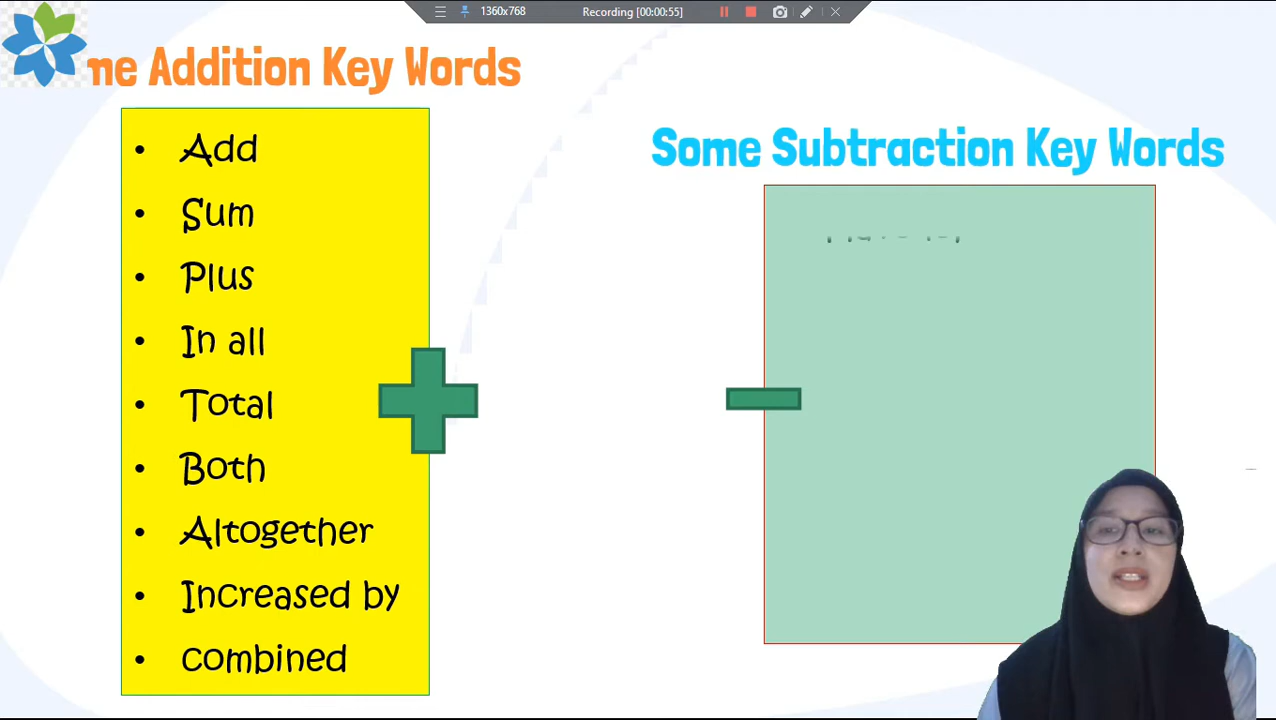 1360x768
Recording [00:00:55]
Addition Key Words
• Add
• Sum
• Plus
• In all
• Total
• Both
• Altogether
• Increased by
• combined
Some Subtraction Key Words